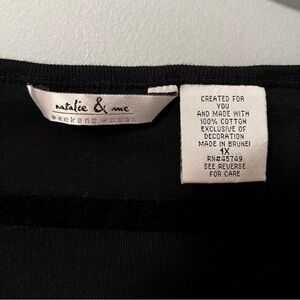 natalie & me
weekend wear
CREATED FOR
YOU
AND MADE WITH
100% COTTON
EXCLUSIVE OF
DECORATION
MADE IN BRUNEI
1X
RN#45749
SEE REVERSE
FOR CARE